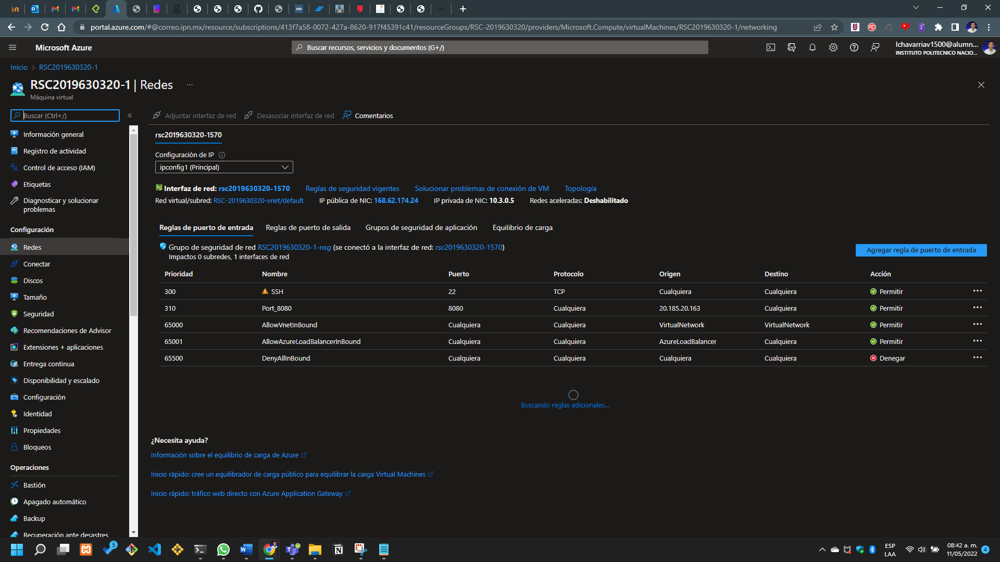 portal.azure.com/#@correo.ipn.mx/resource/subscriptions/413f7a58-0072-427a-8620-917f45391c41/resourceGroups/RSC-2019630320/providers/Microsoft.Compute/virtualMachines/RSC2019630320-1/networking
Microsoft Azure
Buscar recursos, servicios y documentos (G+/)
lchavarriav1500@alumn...
INSTITUTO POLITECNICO NACIO...
Inicio > RSC2019630320-1
RSC2019630320-1 | Redes ...
Máquina virtual
Buscar (Ctrl+/)
«
Adjuntar interfaz de red
Desasociar interfaz de red
Comentarios
Información general
Registro de actividad
Control de acceso (IAM)
Etiquetas
Diagnosticar y solucionar
problemas
Configuración
Redes
Conectar
Discos
Tamaño
Seguridad
Recomendaciones de Advisor
Extensiones + aplicaciones
Entrega continua
Disponibilidad y escalado
Configuración
Identidad
Propiedades
Bloqueos
Operaciones
Bastión
Apagado automático
Backup
Recuperación ante desastres
rsc2019630320-1570
Configuración de IP
ipconfig1 (Principal)
Interfaz de red: rsc2019630320-1570 Reglas de seguridad vigentes Solucionar problemas de conexión de VM Topología
Red virtual/subred: RSC-2019630320-vnet/default IP pública de NIC: 168.62.174.24 IP privada de NIC: 10.3.0.5 Redes aceleradas: Deshabilitado
Reglas de puerto de entrada Reglas de puerto de salida Grupos de seguridad de aplicación Equilibrio de carga
Grupo de seguridad de red RSC2019630320-1-nsg (se conectó a la interfaz de red: rsc2019630320-1570)
Impactos 0 subredes, 1 interfaces de red
Agregar regla de puerto de entrada
Prioridad Nombre Puerto Protocolo Origen Destino Acción
300 SSH 22 TCP Cualquiera Cualquiera Permitir ...
310 Port_8080 8080 Cualquiera 20.185.20.163 Cualquiera Permitir ...
65000 AllowVnetInBound Cualquiera Cualquiera VirtualNetwork VirtualNetwork Permitir ...
65001 AllowAzureLoadBalancerInBound Cualquiera Cualquiera AzureLoadBalancer Cualquiera Permitir ...
65500 DenyAllInBound Cualquiera Cualquiera Cualquiera Cualquiera Denegar ...
Buscando reglas adicionales...
¿Necesita ayuda?
Información sobre el equilibrio de carga de Azure
Inicio rápido: cree un equilibrador de carga público para equilibrar la carga Virtual Machines
Inicio rápido: tráfico web directo con Azure Application Gateway
5
ESP
LAA
08:42 a. m.
11/05/2022
4